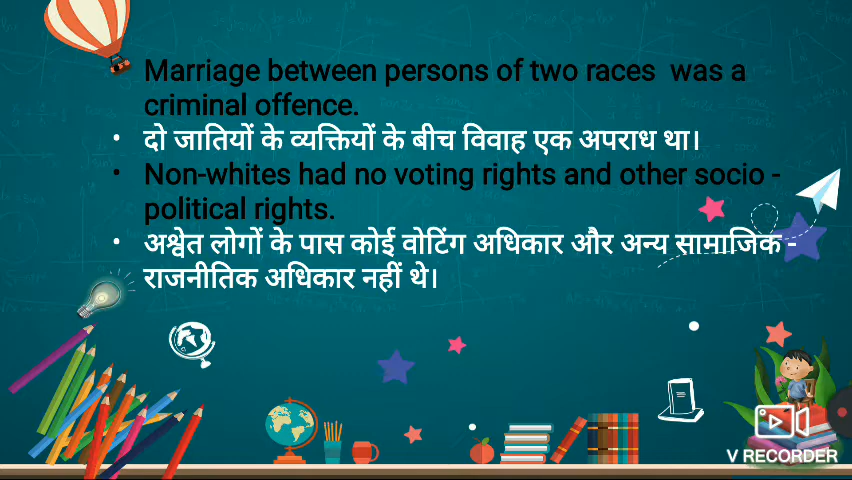 Marriage between persons of two races was a
criminal offence.
• दो जातियों के व्यक्तियों के बीच विवाह एक अपराध था।
• Non-whites had no voting rights and other socio -
political rights.
• अश्वेत लोगों के पास कोई वोटिंग अधिकार और अन्य सामाजिक -
राजनीतिक अधिकार नहीं थे।
V RECORDER